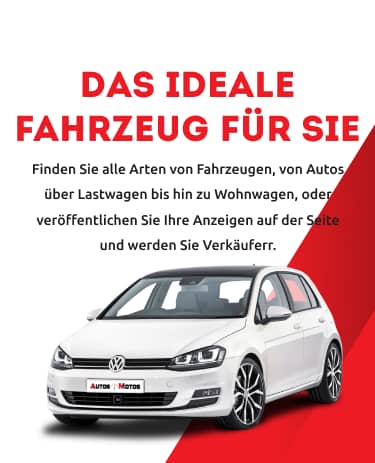 DAS IDEALE
FAHRZEUG FÜR SIE
Finden Sie alle Arten von Fahrzeugen, von Autos
über Lastwagen bis hin zu Wohnwagen, oder
veröffentlichen Sie Ihre Anzeigen auf der Seite
und werden Sie Verkäuferr.
AUTOS MOTOS